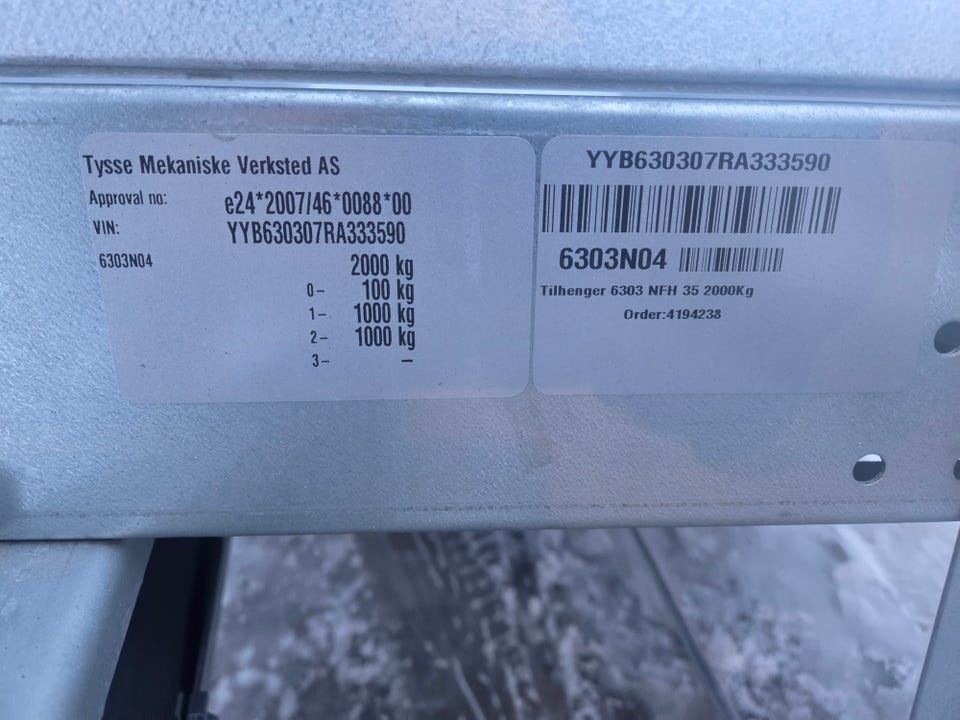 Tysse Mekaniske Verksted AS
Approval no: e24*2007/46*0088*00
VIN: YYB630307RA333590
6303N04 2000 kg
0- 100 kg
1- 1000 kg
2- 1000 kg
3- -
YYB630307RA333590
6303N04
Tilhenger 6303 NFH 35 2000Kg
Order:4194238